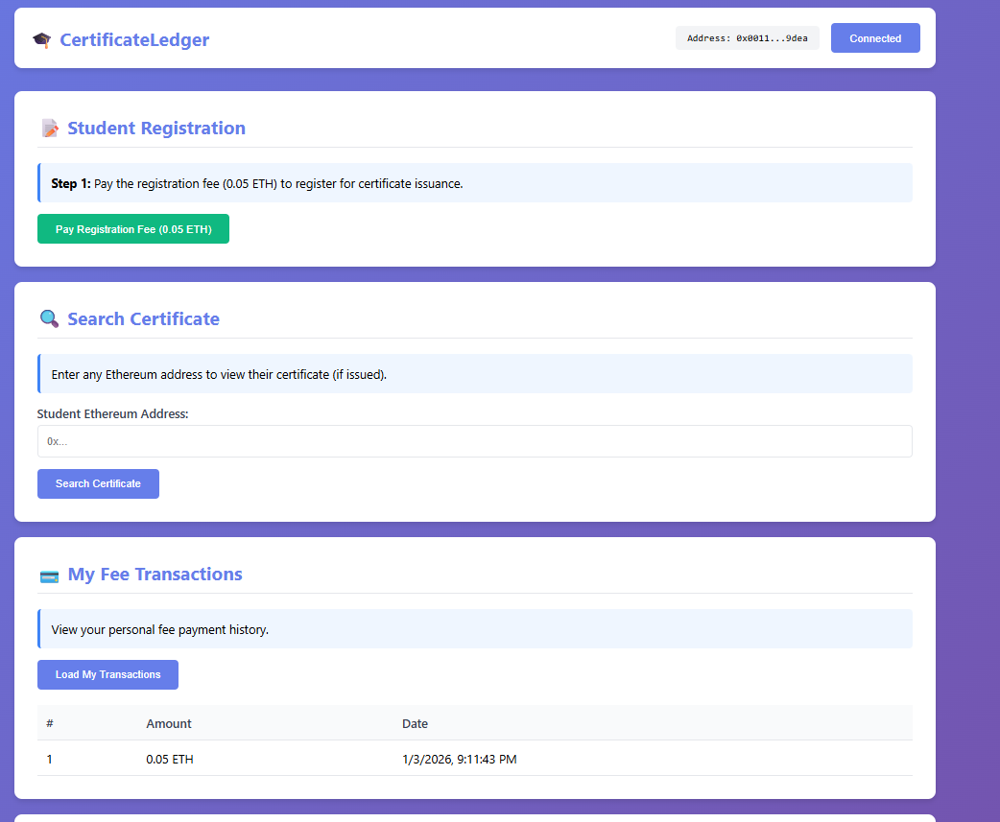 CertificateLedger
Address: 0x0011...9dea
Connected
Student Registration
Step 1: Pay the registration fee (0.05 ETH) to register for certificate issuance.
Pay Registration Fee (0.05 ETH)
Search Certificate
Enter any Ethereum address to view their certificate (if issued).
Student Ethereum Address:
0x...
Search Certificate
My Fee Transactions
View your personal fee payment history.
Load My Transactions
# Amount Date
1 0.05 ETH 1/3/2026, 9:11:43 PM